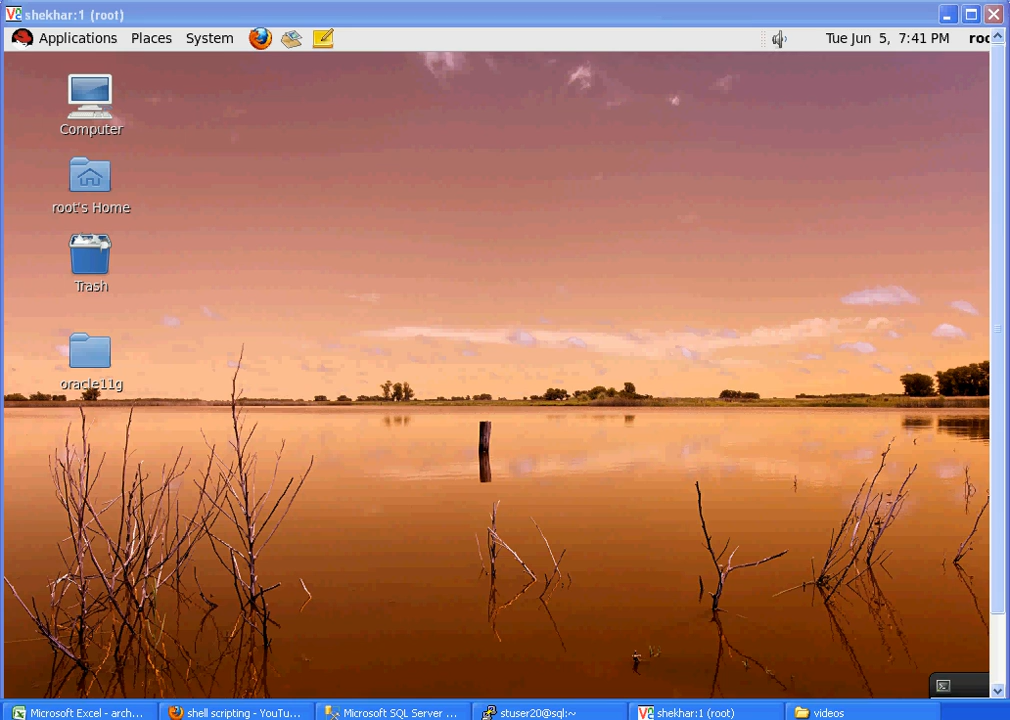 shekhar:1 (root)
Applications Places System Tue Jun 5, 7:41 PM roo
Computer
root's Home
Trash
oracle11g
Microsoft Excel - arch... shell scripting - YouTu... Microsoft SQL Server ... stuser20@sql:~ shekhar:1 (root) videos